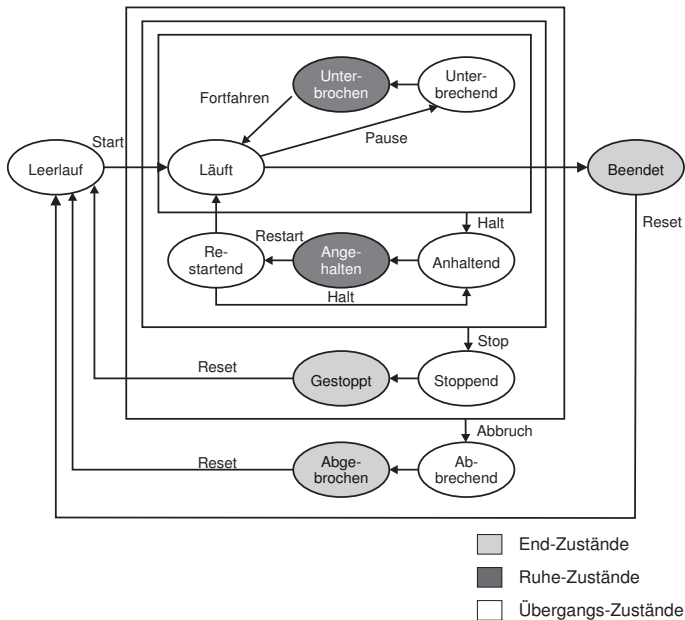 Unter-
brochen
Unter-
brechend
Fortfahren
Pause
Start
Leerlauf
Läuft
Beendet
Reset
Halt
Restart
Re-
startend
Ange-
halten
Anhaltend
Halt
Stop
Reset
Gestoppt
Stoppend
Abbruch
Reset
Abge-
brochen
Ab-
brechend
End-Zustände
Ruhe-Zustände
Übergangs-Zustände